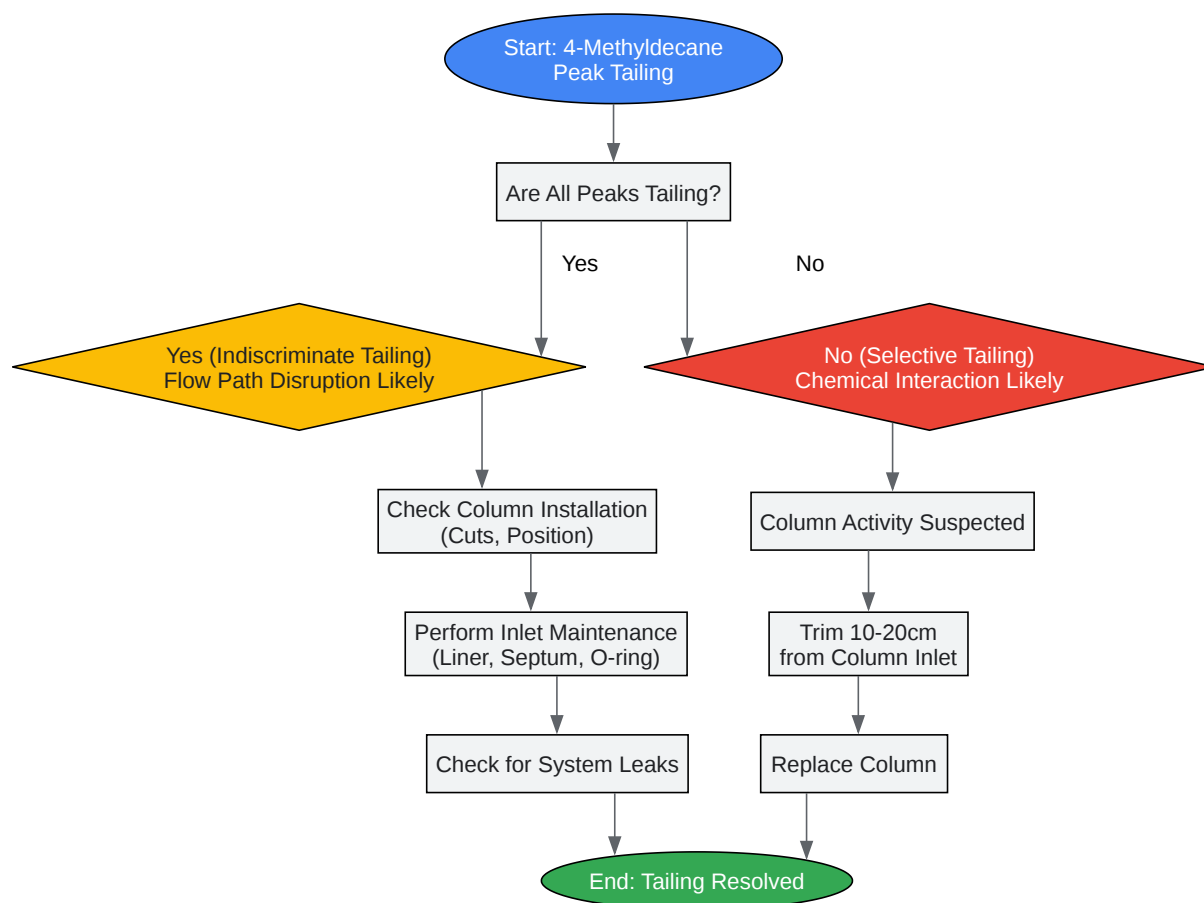 Start: 4-Methyldecane
Peak Tailing
Are All Peaks Tailing?
Yes
No
Yes (Indiscriminate Tailing)
Flow Path Disruption Likely
No (Selective Tailing)
Chemical Interaction Likely
Check Column Installation
(Cuts, Position)
Column Activity Suspected
Perform Inlet Maintenance
(Liner, Septum, O-ring)
Trim 10-20cm
from Column Inlet
Check for System Leaks
Replace Column
End: Tailing Resolved